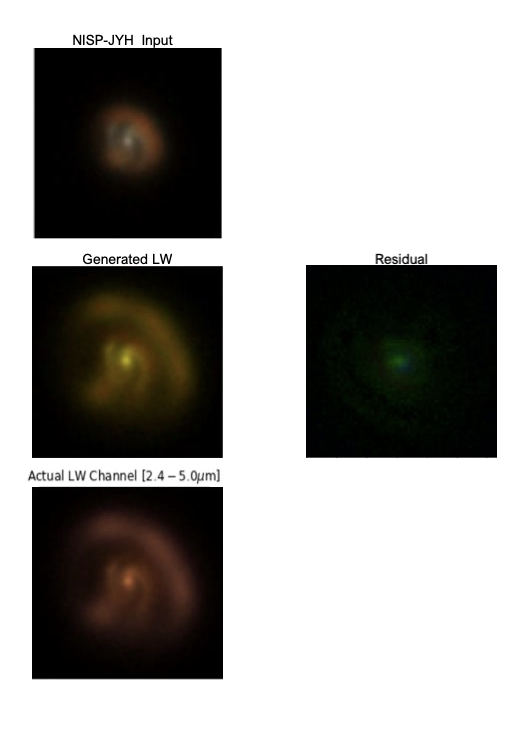 NISP-JYH  Input
Generated LW
Residual
Actual LW Channel [2.4 − 5.0μm]